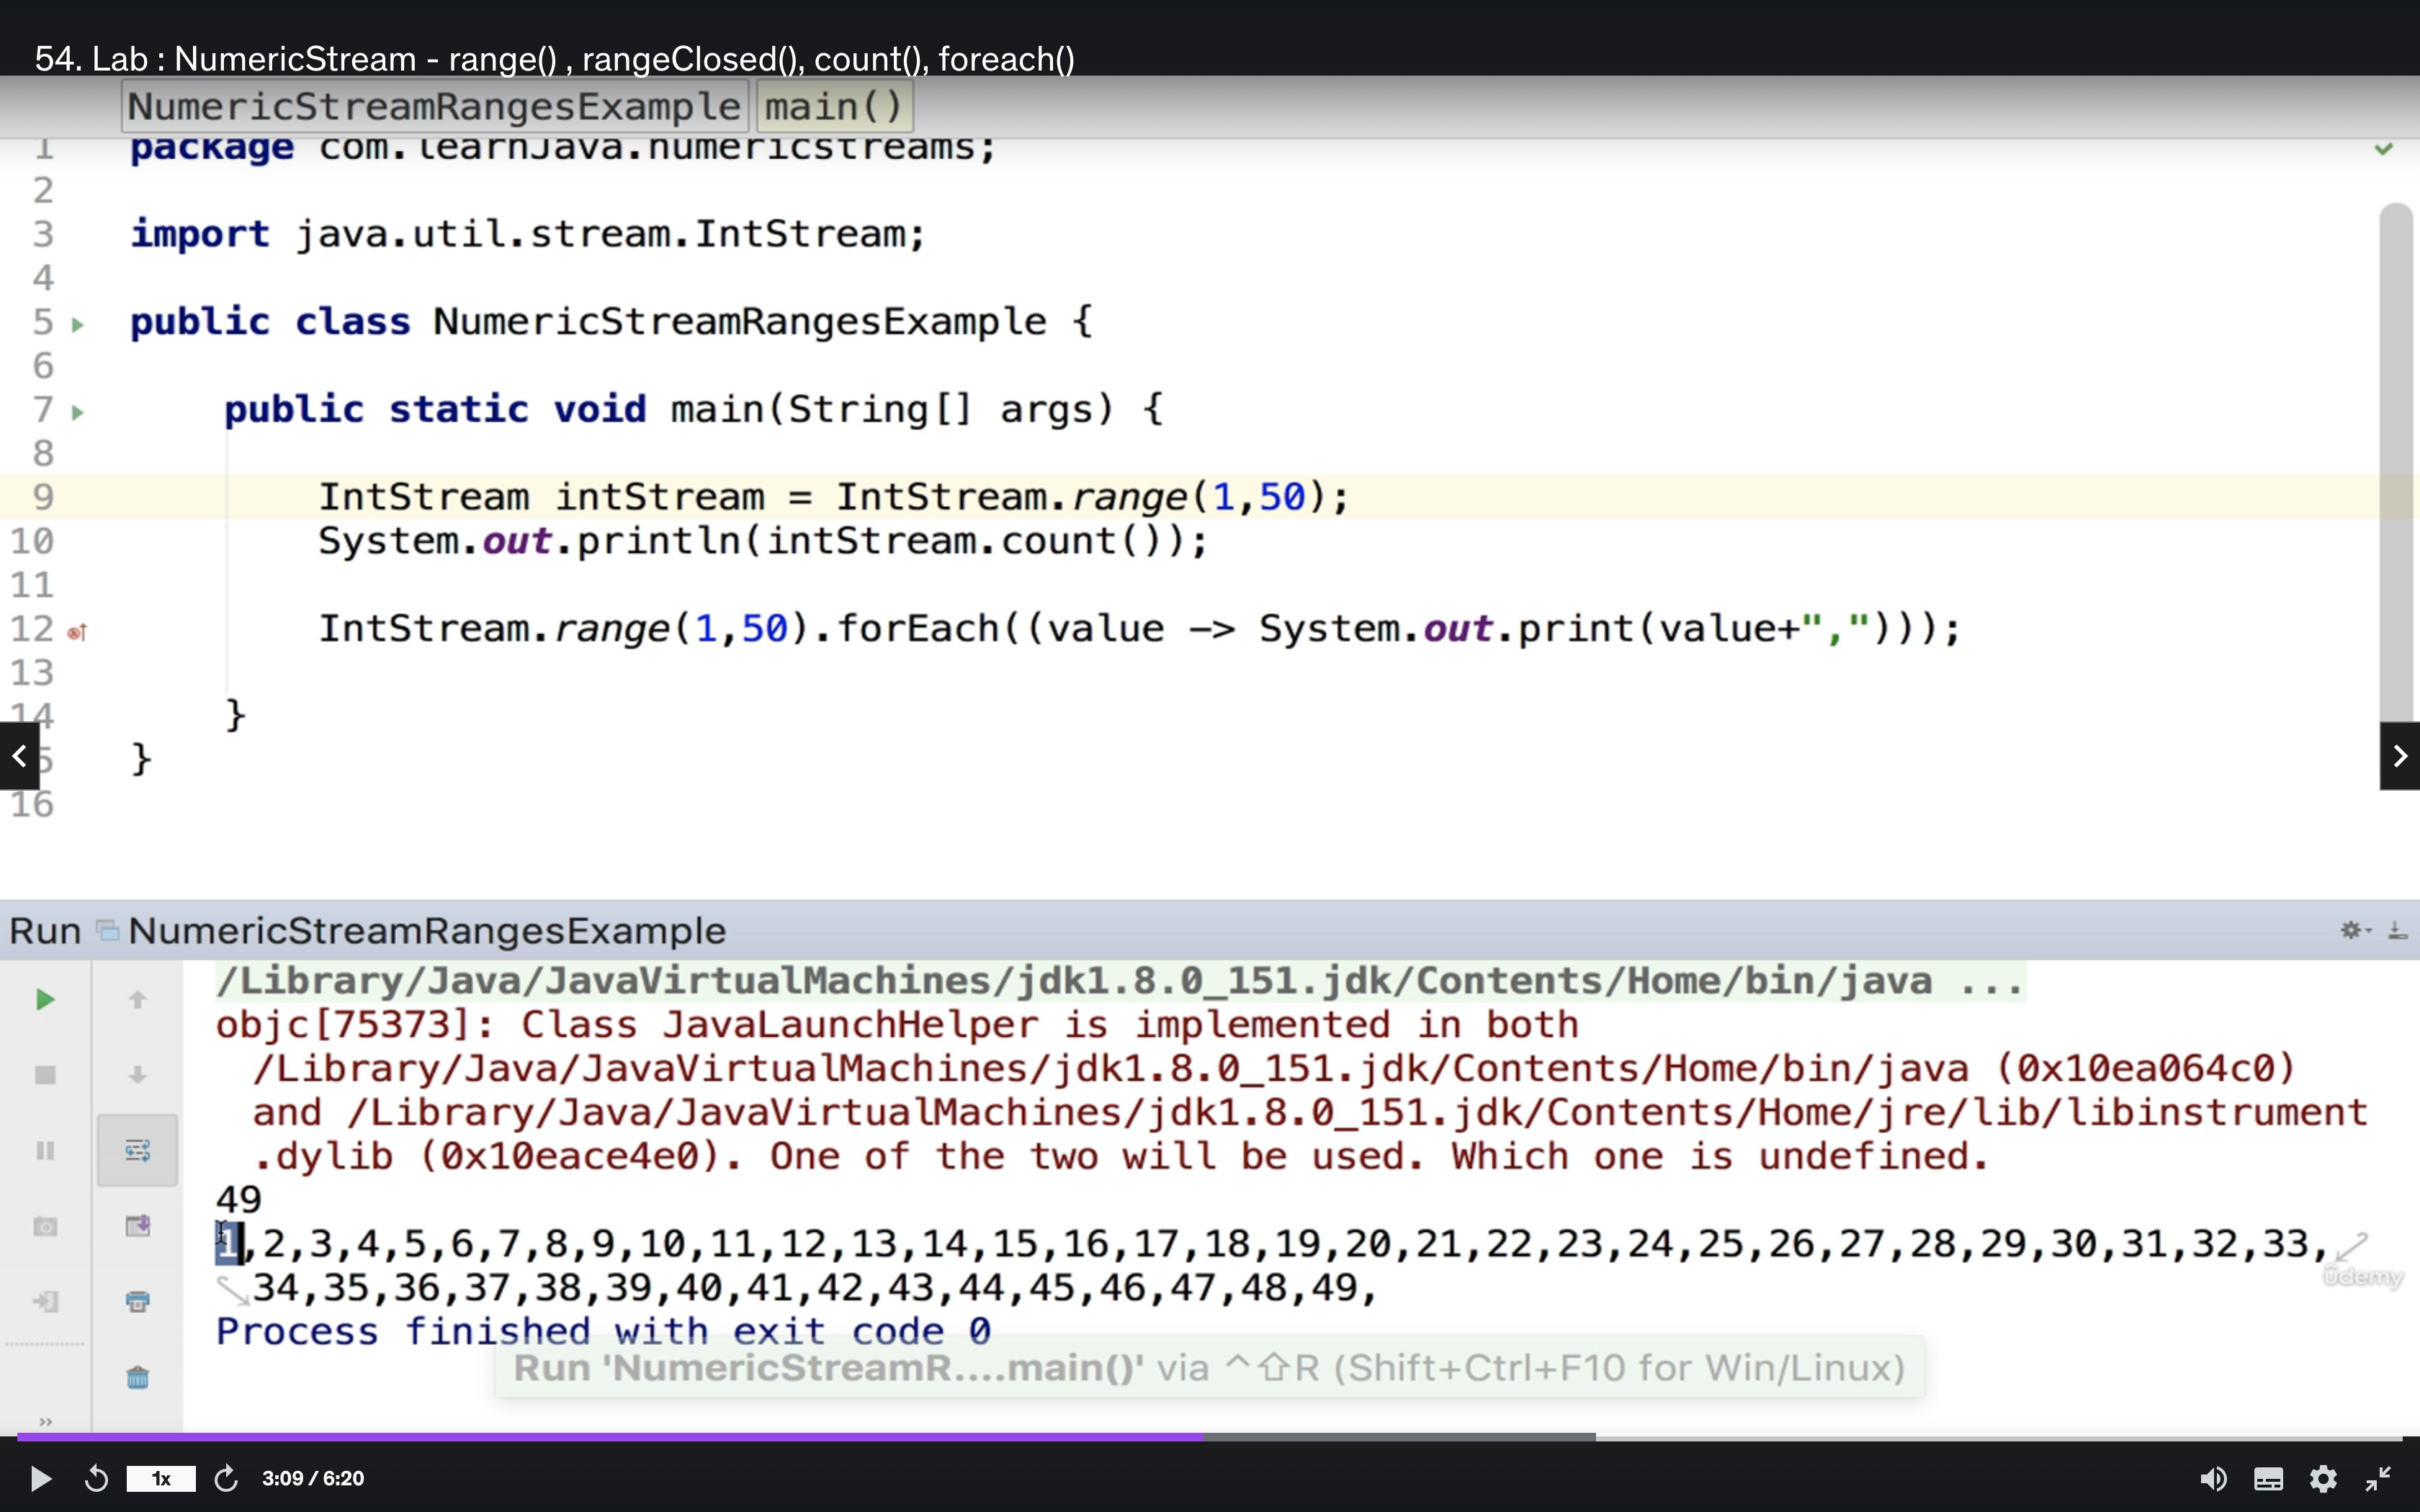 54. Lab : NumericStream - range() , rangeClosed(), count(), foreach()
NumericStreamRangesExample main()
1 package com.learnJava.numericstreams;
2
3 import java.util.stream.IntStream;
4
5 public class NumericStreamRangesExample {
6
7 public static void main(String[] args) {
8
9 IntStream intStream = IntStream.range(1,50);
10 System.out.println(intStream.count());
11
12 IntStream.range(1,50).forEach((value -> System.out.print(value+",")));
13
14 }
5 }
16
Run NumericStreamRangesExample
/Library/Java/JavaVirtualMachines/jdk1.8.0_151.jdk/Contents/Home/bin/java ...
objc[75373]: Class JavaLaunchHelper is implemented in both
/Library/Java/JavaVirtualMachines/jdk1.8.0_151.jdk/Contents/Home/bin/java (0x10ea064c0)
and /Library/Java/JavaVirtualMachines/jdk1.8.0_151.jdk/Contents/Home/jre/lib/libinstrument
.dylib (0x10eace4e0). One of the two will be used. Which one is undefined.
49
1,2,3,4,5,6,7,8,9,10,11,12,13,14,15,16,17,18,19,20,21,22,23,24,25,26,27,28,29,30,31,32,33,
34,35,36,37,38,39,40,41,42,43,44,45,46,47,48,49,
ûdemy
Process finished with exit code 0
Run 'NumericStreamR....main()' via ^⇧R (Shift+Ctrl+F10 for Win/Linux)
1x 3:09 / 6:20